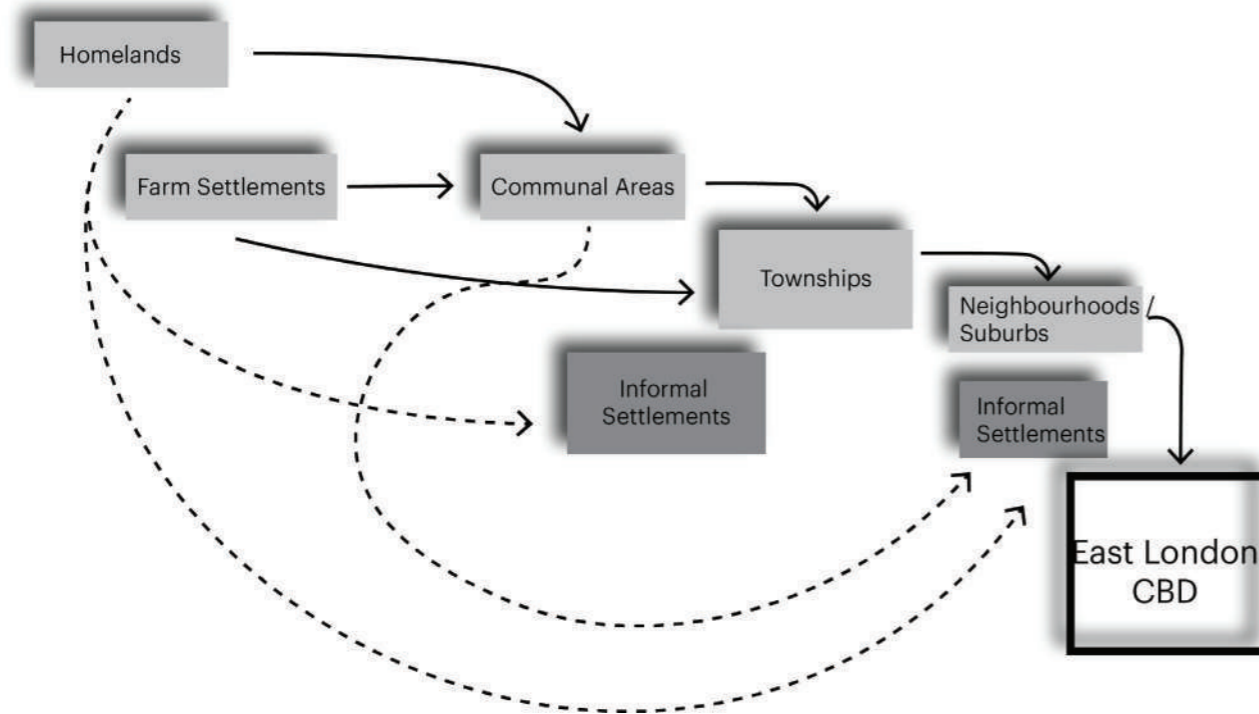 Homelands
Farm Settlements
Communal Areas
Townships
Neighbourhoods /
Suburbs
Informal
Settlements
Informal
Settlements
East London
CBD